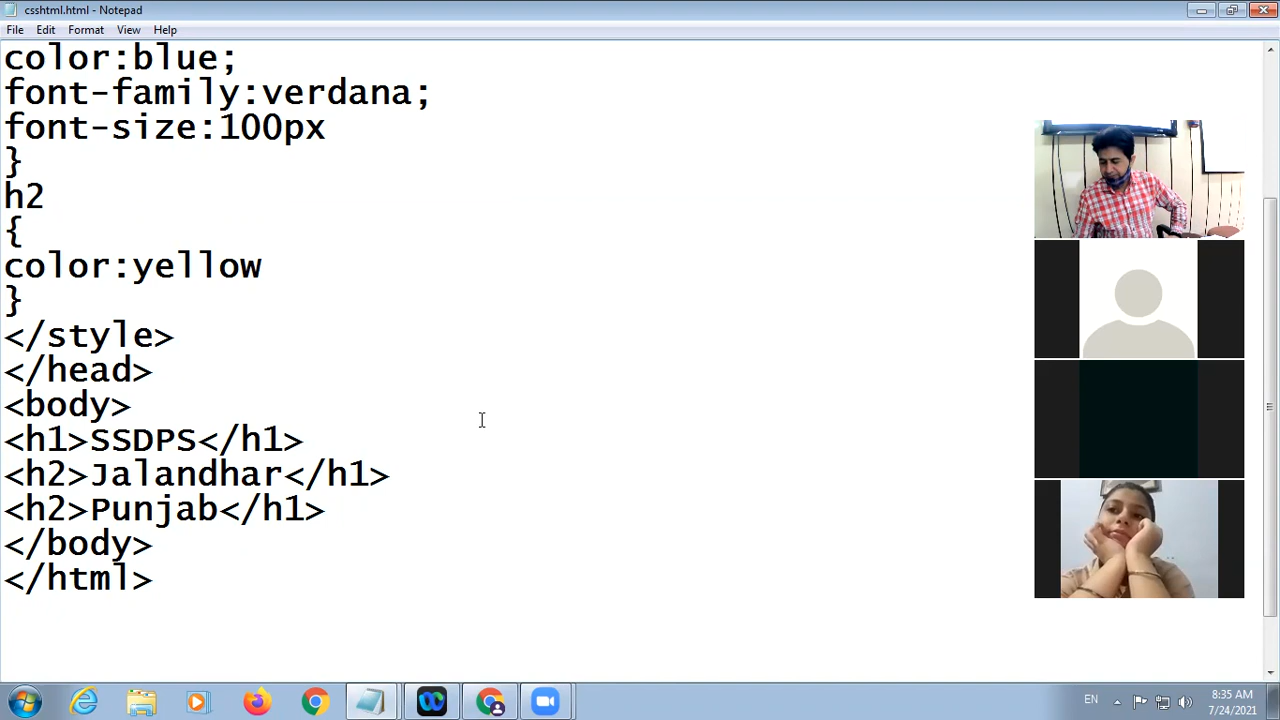 csshtml.html - Notepad
File Edit Format View Help
color:blue;
font-family:verdana;
font-size:100px
}
h2
{
color:yellow
}
</style>
</head>
<body>
<h1>SSDPS</h1>
<h2>Jalandhar</h1>
<h2>Punjab</h1>
</body>
</html>
EN
8:35 AM
7/24/2021